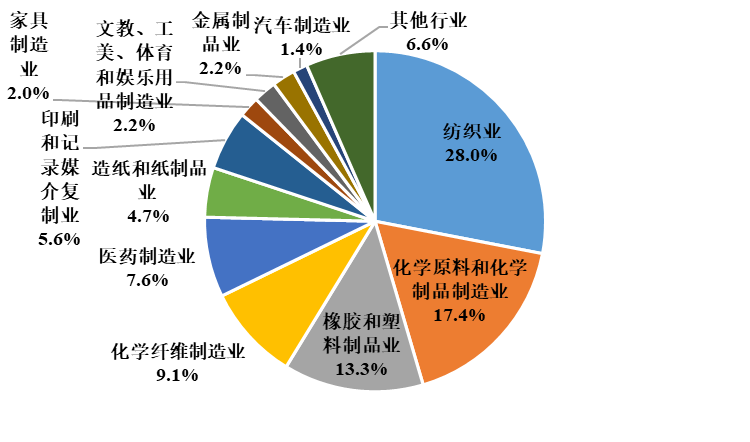 纺织业
28.0%
化学原料和化学
制品制造业
17.4%
橡胶和塑
料制品业
13.3%
化学纤维制造业
9.1%
医药制造业
7.6%
造纸和纸制品
业
4.7%
印刷
和记
录媒
介复
制业
5.6%
家具
制造
业
2.0%
文教、工
美、体育
和娱乐用
品制造业
2.2%
金属制
品业
2.2%
汽车制造业
1.4%
其他行业
6.6%